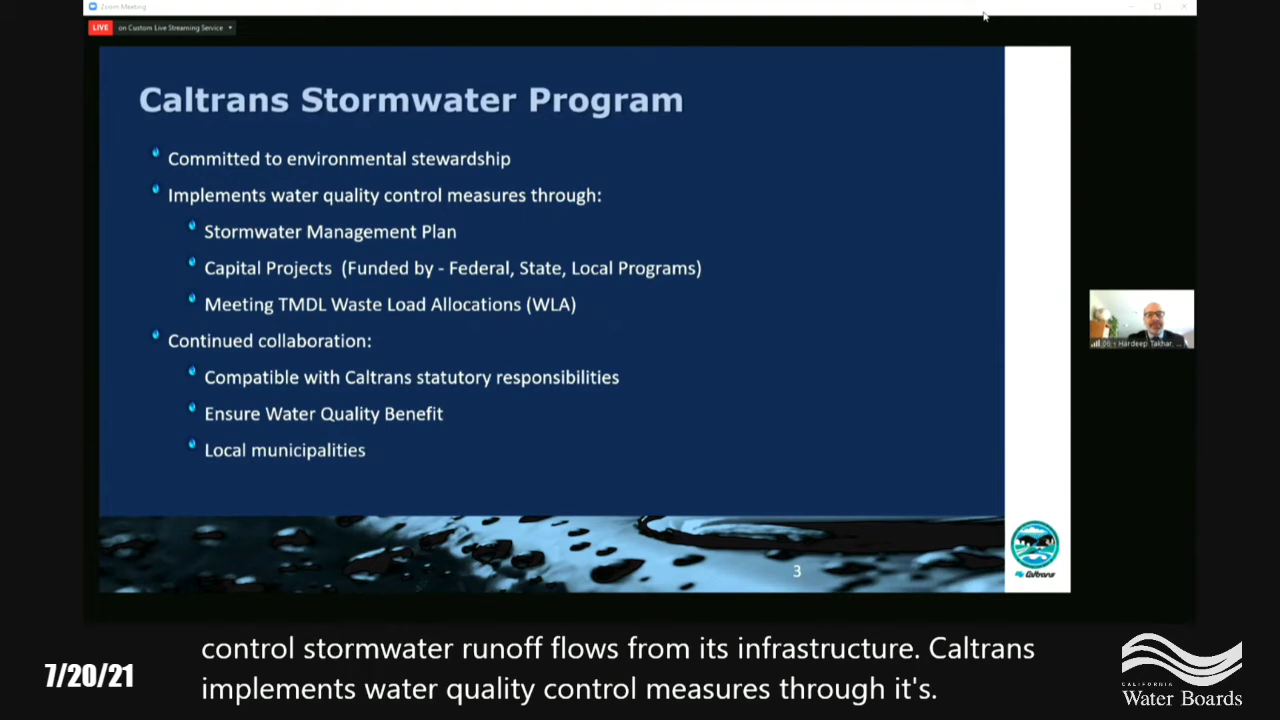 Zoom Meeting
LIVE on Custom Live Streaming Service
Caltrans Stormwater Program
Committed to environmental stewardship
Implements water quality control measures through:
Stormwater Management Plan
Capital Projects (Funded by - Federal, State, Local Programs)
Meeting TMDL Waste Load Allocations (WLA)
Continued collaboration:
Compatible with Caltrans statutory responsibilities
Ensure Water Quality Benefit
Local municipalities
3
Caltrans
Hardeep Takhar, ...
control stormwater runoff flows from its infrastructure. Caltrans
implements water quality control measures through it's.
7/20/21
CALIFORNIA
Water Boards